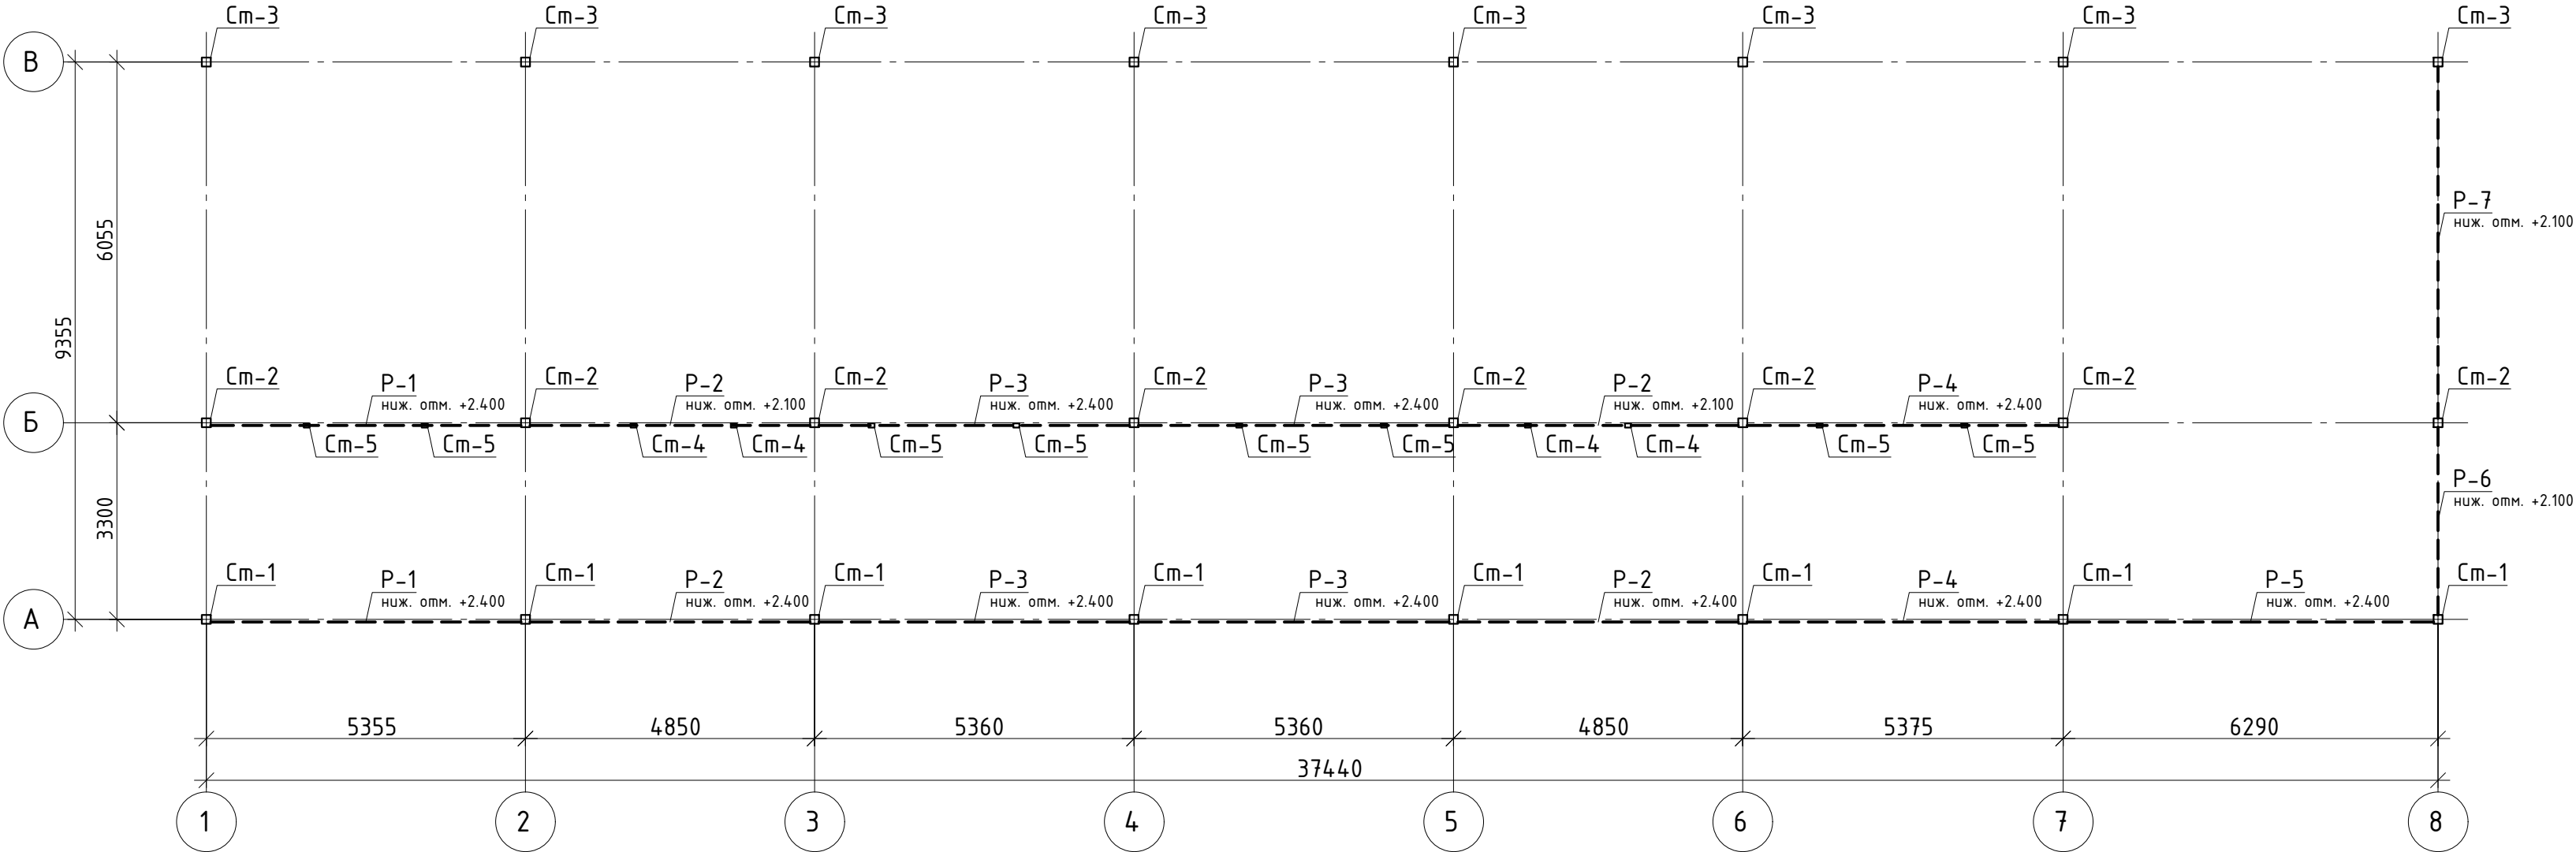 Ст-3 Ст-3 Ст-3 Ст-3 Ст-3 Ст-3 Ст-3 Ст-3
В
6055
9355
Р-7
ниж. отм. +2.100
Ст-2 Р-1 Ст-2 Р-2 Ст-2 Р-3 Ст-2 Р-3 Ст-2 Р-2 Ст-2 Р-4 Ст-2 Ст-2
ниж. отм. +2.400 ниж. отм. +2.100 ниж. отм. +2.400 ниж. отм. +2.400 ниж. отм. +2.100 ниж. отм. +2.400
Б
Ст-5 Ст-5 Ст-4 Ст-4 Ст-5 Ст-5 Ст-5 Ст-5 Ст-4 Ст-4 Ст-5 Ст-5
3300
Р-6
ниж. отм. +2.100
Ст-1 Р-1 Ст-1 Р-2 Ст-1 Р-3 Ст-1 Р-3 Ст-1 Р-2 Ст-1 Р-4 Ст-1 Р-5 Ст-1
ниж. отм. +2.400 ниж. отм. +2.400 ниж. отм. +2.400 ниж. отм. +2.400 ниж. отм. +2.400 ниж. отм. +2.400 ниж. отм. +2.400
А
5355 4850 5360 5360 4850 5375 6290
37440
1 2 3 4 5 6 7 8